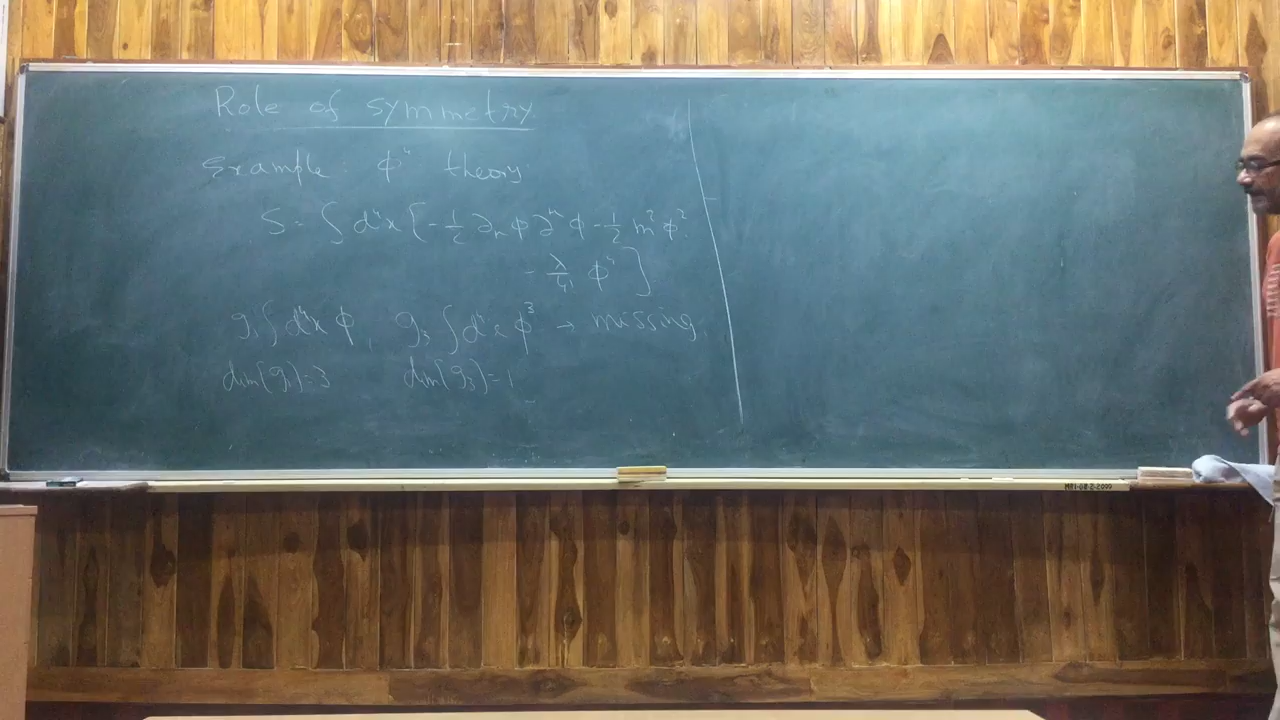 Role of symmetry
Example: φ⁴ theory
S = ∫ d⁴x [ -½ ∂_μ φ ∂^μ φ - ½ m² φ²
- λ/4! φ⁴ ]
g₁ ∫ d⁴x φ, g₃ ∫ d⁴x φ³ → missing
dim[g₁] = 3 dim[g₃] = 1